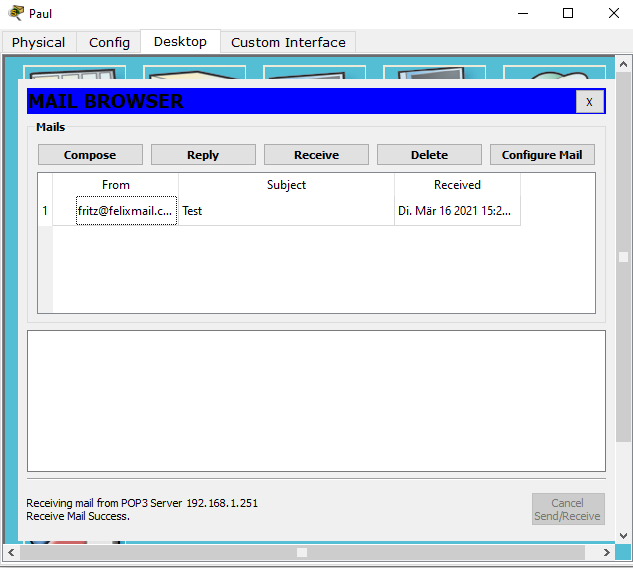 Paul
Physical Config Desktop Custom Interface
MAIL BROWSER X
Mails
Compose Reply Receive Delete Configure Mail
From Subject Received
1 fritz@felixmail.c... Test Di. Mär 16 2021 15:2...
Receiving mail from POP3 Server 192.168.1.251
Receive Mail Success.
Cancel
Send/Receive